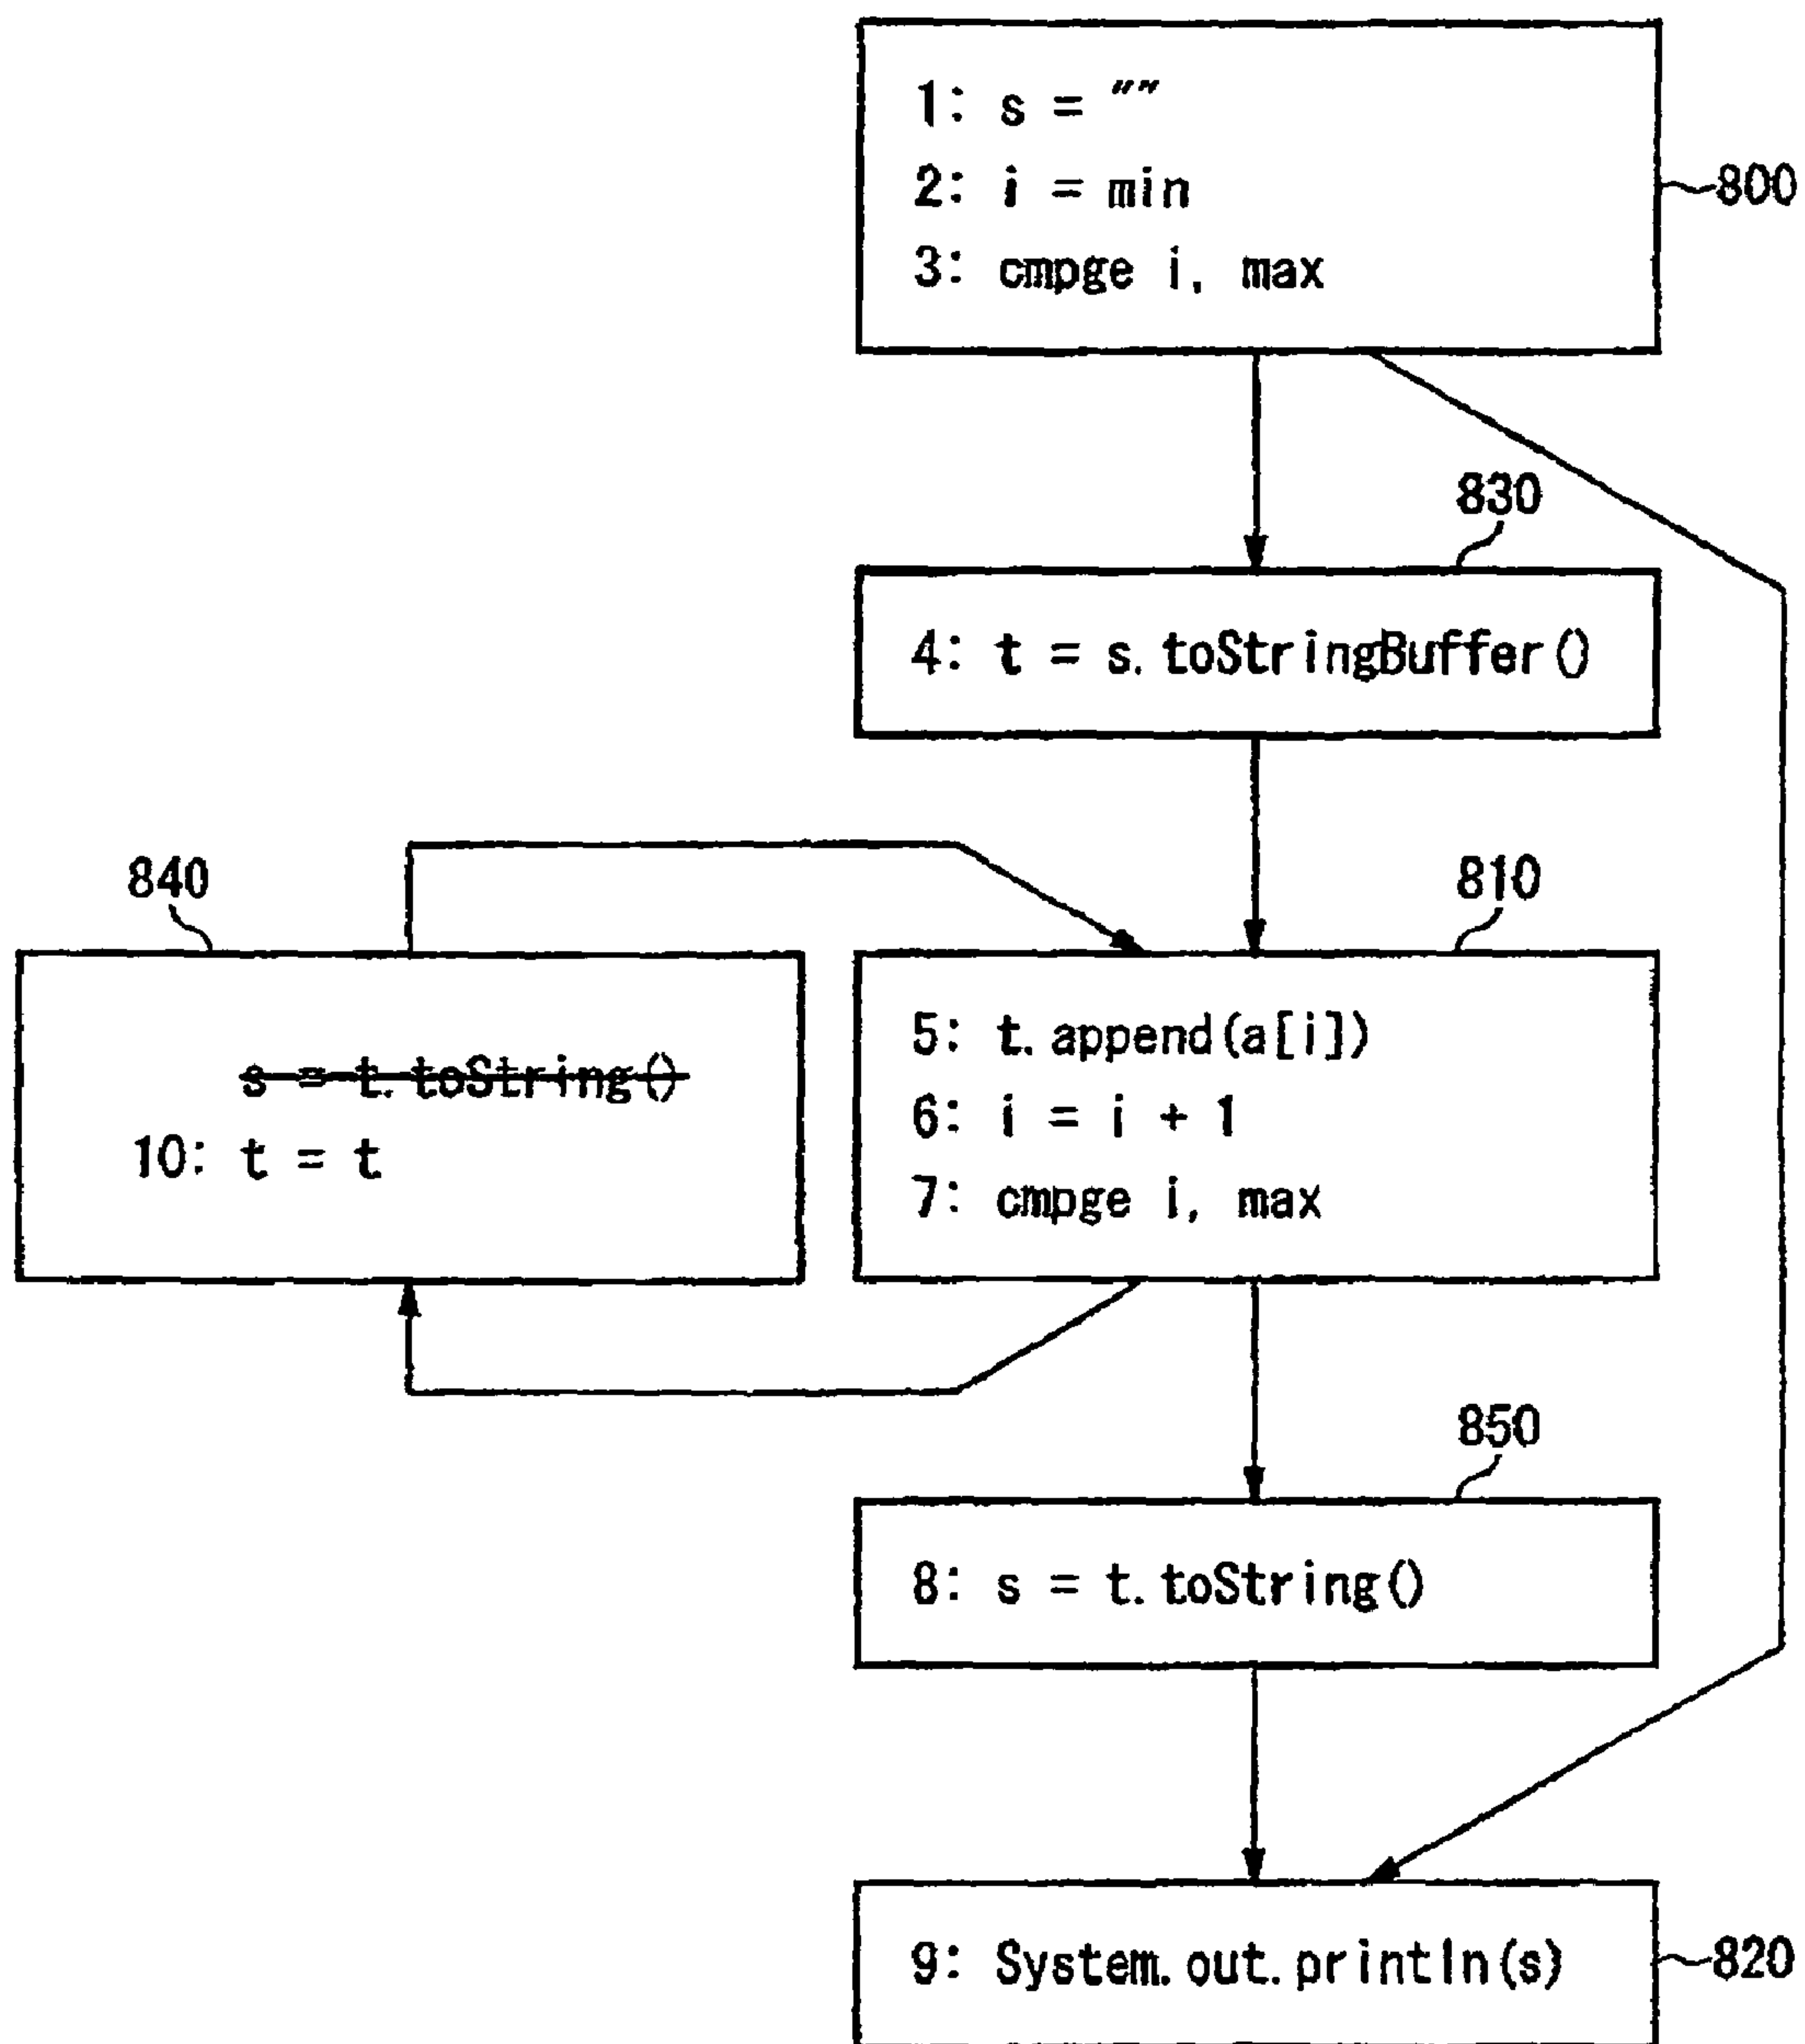 1: s = ""
2: i = min
3: cmpge i, max
800
830
4: t = s.toStringBuffer()
840
810
s = t.toString()
10: t = t
5: t.append(a[i])
6: i = i + 1
7: cmpge i, max
850
8: s = t.toString()
9: System.out.println(s)
820